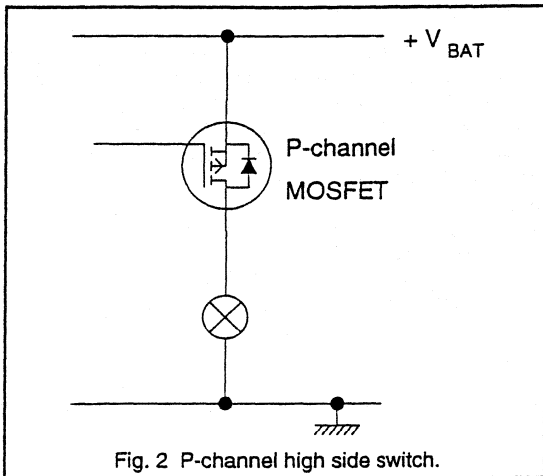 + V BAT
P-channel
MOSFET
Fig. 2 P-channel high side switch.